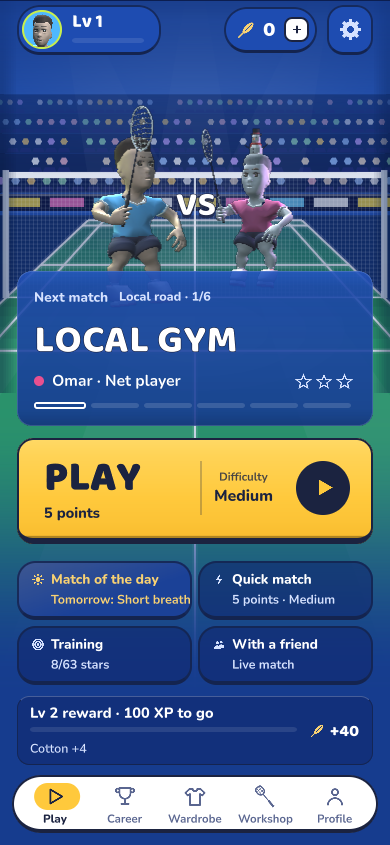 Lv 1
0
+
VS
Next match Local road · 1/6
LOCAL GYM
Omar · Net player
PLAY
5 points
Difficulty
Medium
Match of the day
Tomorrow: Short breath
Quick match
5 points · Medium
Training
8/63 stars
With a friend
Live match
Lv 2 reward · 100 XP to go
+40
Cotton +4
Play
Career
Wardrobe
Workshop
Profile